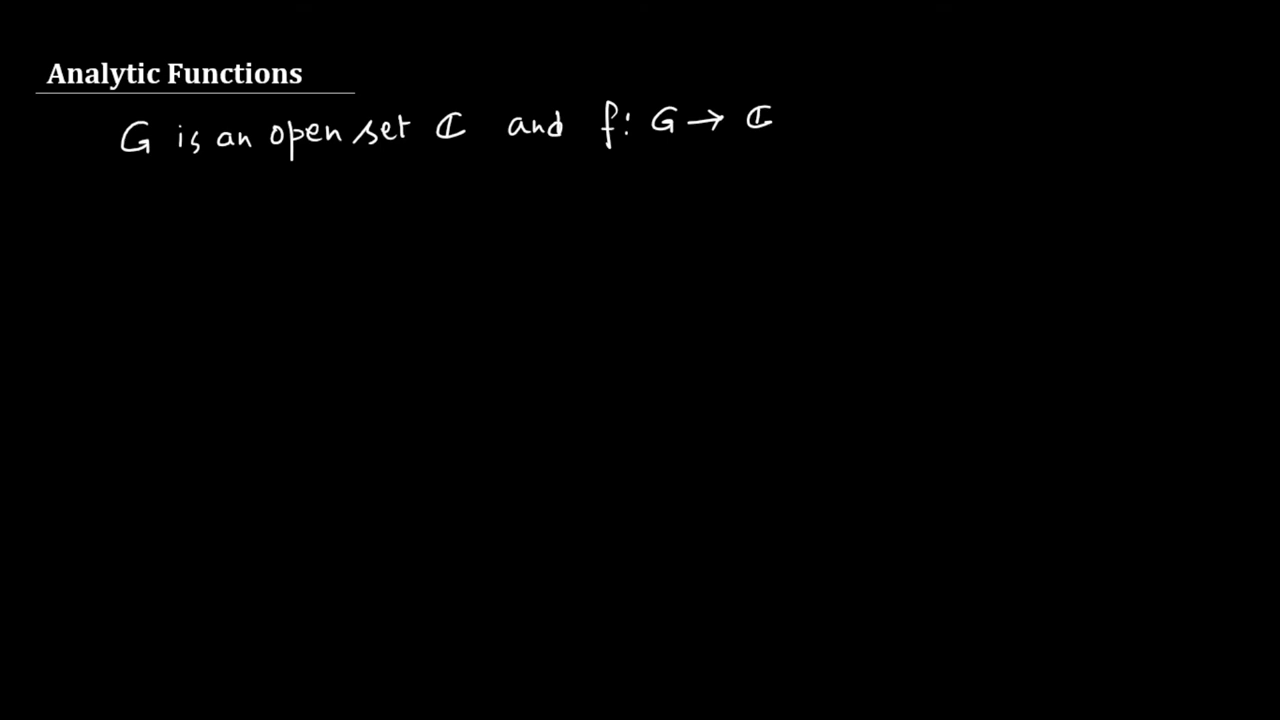 Analytic Functions
G is an open set ℂ and f: G → ℂ